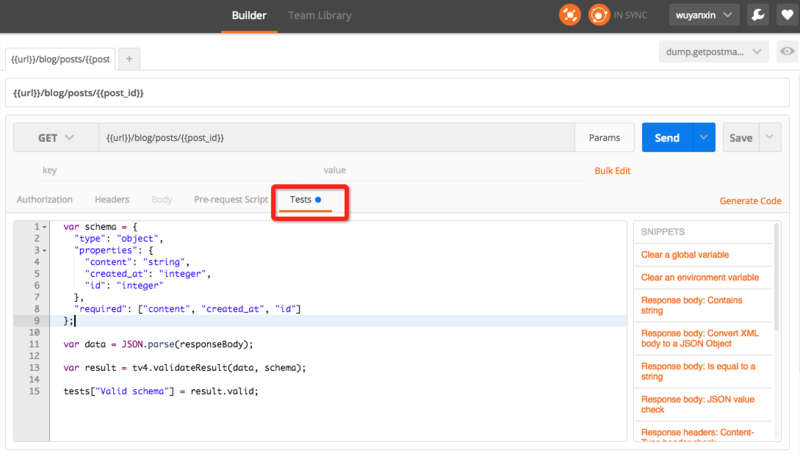 Builder
Team Library
IN SYNC
wuyanxin
{{url}}/blog/posts/{{post
+
dump.getpostma...
{{url}}/blog/posts/{{post_id}}
GET
{{url}}/blog/posts/{{post_id}}
Params
Send
Save
key
value
Bulk Edit
Authorization
Headers
Body
Pre-request Script
Tests
Generate Code
1 var schema = {
2 "type": "object",
3 "properties": {
4 "content": "string",
5 "created_at": "integer",
6 "id": "integer"
7 },
8 "required": ["content", "created_at", "id"]
9 };
10
11 var data = JSON.parse(responseBody);
12
13 var result = tv4.validateResult(data, schema);
14
15 tests["Valid schema"] = result.valid;
SNIPPETS
Clear a global variable
Clear an environment variable
Response body: Contains
string
Response body: Convert XML
body to a JSON Object
Response body: Is equal to a
string
Response body: JSON value
check
Response headers: Content-
Type header check